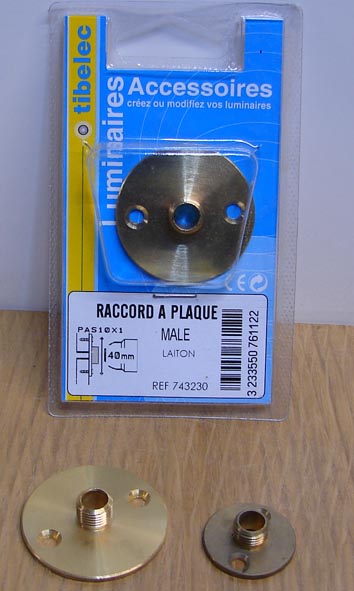 tibelec
Luminaires
Accessoires
créez ou modifiez vos luminaires
CE
RACCORD A PLAQUE
PAS10X1
MALE
40mm
LAITON
REF 743230
3 233550 761122